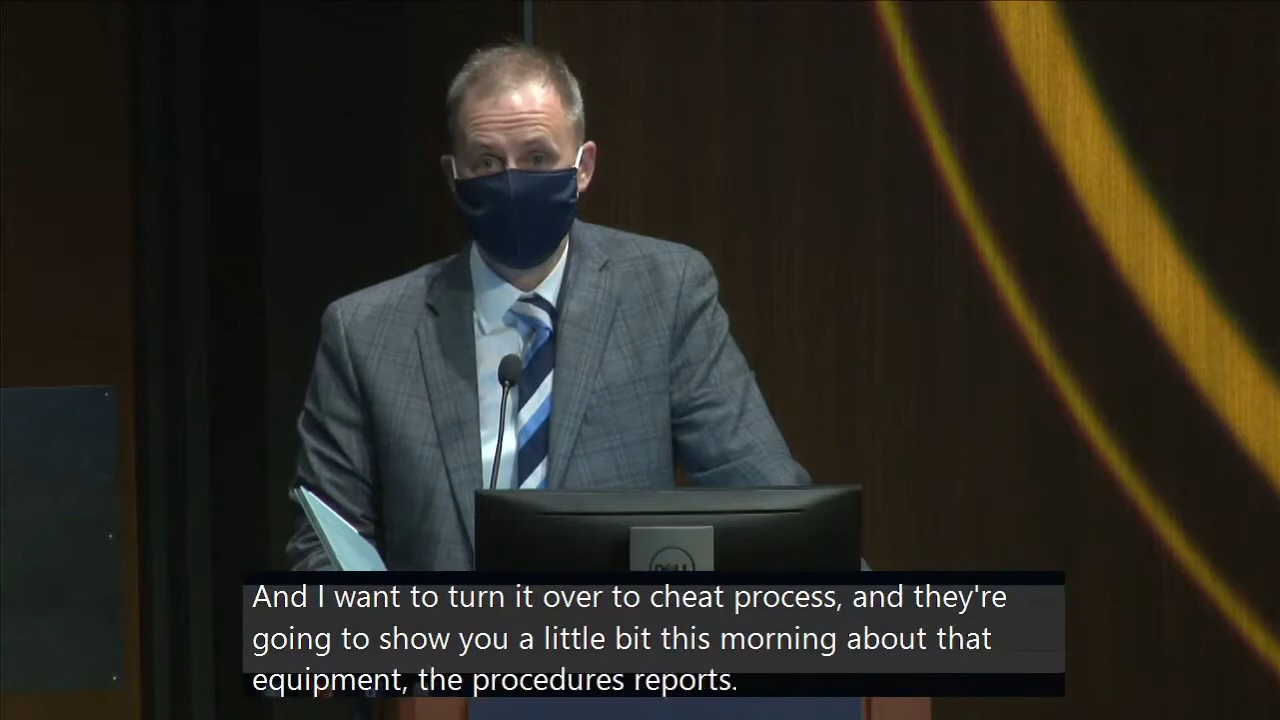 DELL
And I want to turn it over to cheat process, and they're
going to show you a little bit this morning about that
equipment, the procedures reports.